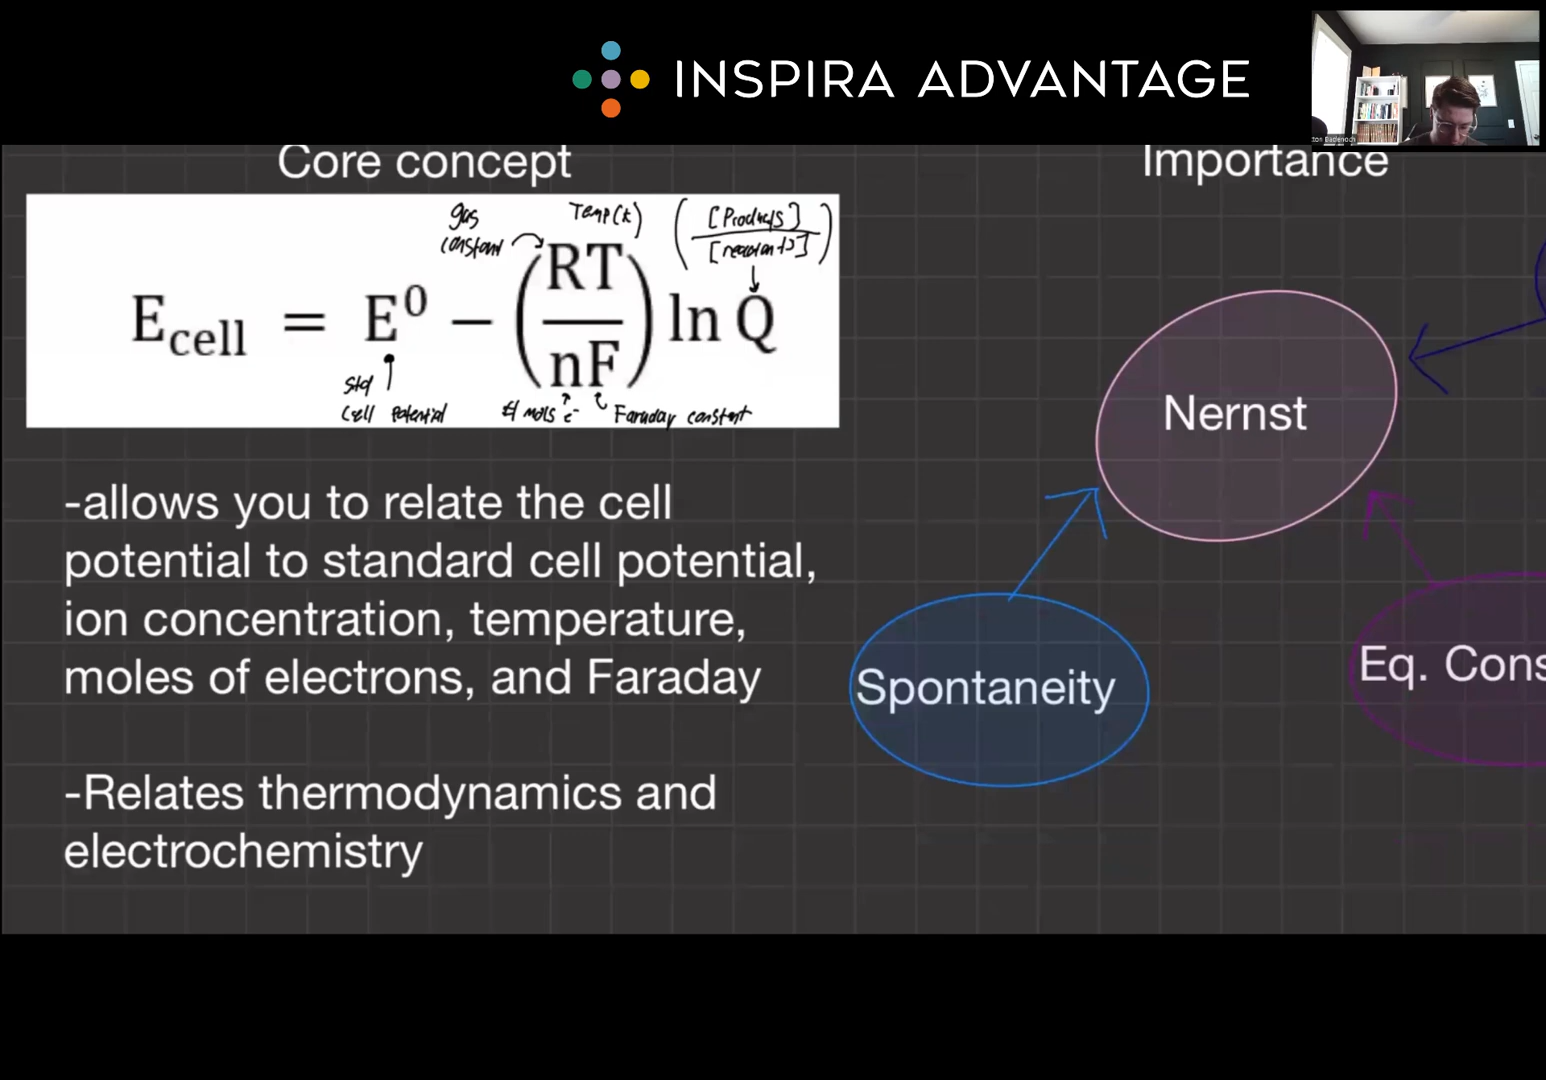 INSPIRA ADVANTAGE
Core concept
gas
constant
Temp(K)
[Products]
[reactants]
E_cell = E⁰ − (RT/nF) ln Q
Std
Cell Potential
# mols e⁻
Faraday constant
-allows you to relate the cell
potential to standard cell potential,
ion concentration, temperature,
moles of electrons, and Faraday
-Relates thermodynamics and
electrochemistry
Importance
Nernst
Spontaneity
Eq. Cons